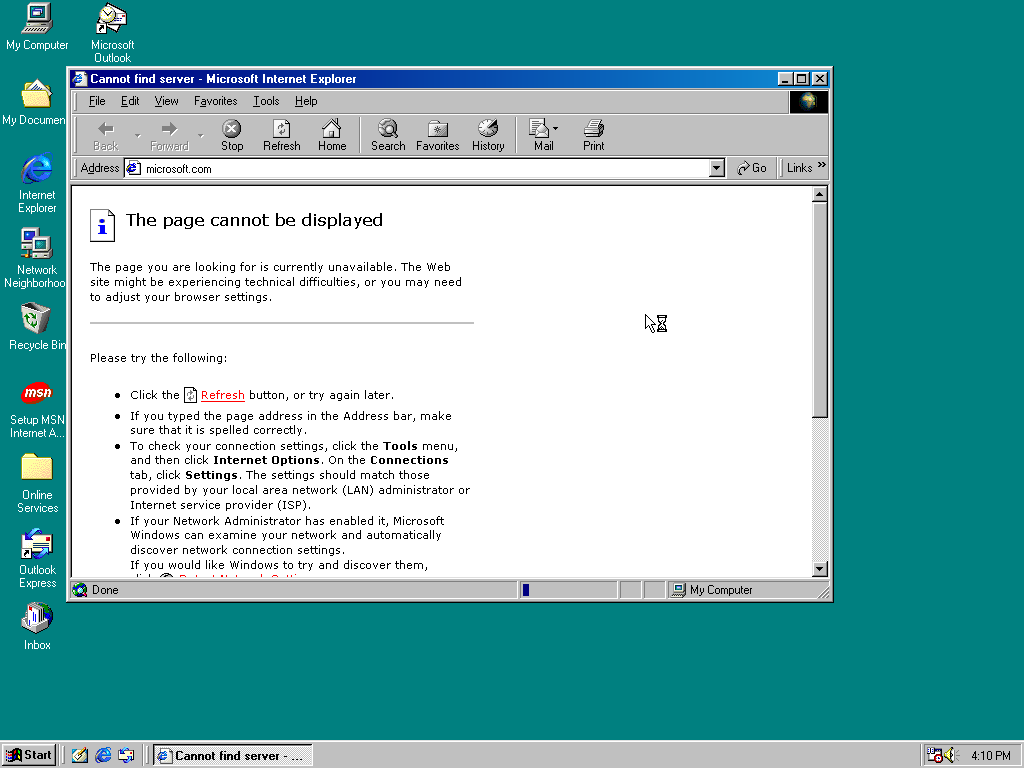 My Computer
Microsoft
Outlook
My Documen
Internet
Explorer
Network
Neighborhoo
Recycle Bin
msn
Setup MSN
Internet A...
Online
Services
Outlook
Express
Inbox
Cannot find server - Microsoft Internet Explorer
File Edit View Favorites Tools Help
Back Forward Stop Refresh Home Search Favorites History Mail Print
Address microsoft.com Go Links »
The page cannot be displayed
The page you are looking for is currently unavailable. The Web
site might be experiencing technical difficulties, or you may need
to adjust your browser settings.
Please try the following:
• Click the Refresh button, or try again later.
• If you typed the page address in the Address bar, make
sure that it is spelled correctly.
• To check your connection settings, click the Tools menu,
and then click Internet Options. On the Connections
tab, click Settings. The settings should match those
provided by your local area network (LAN) administrator or
Internet service provider (ISP).
• If your Network Administrator has enabled it, Microsoft
Windows can examine your network and automatically
discover network connection settings.
If you would like Windows to try and discover them,
Done My Computer
Start Cannot find server - ... 4:10 PM